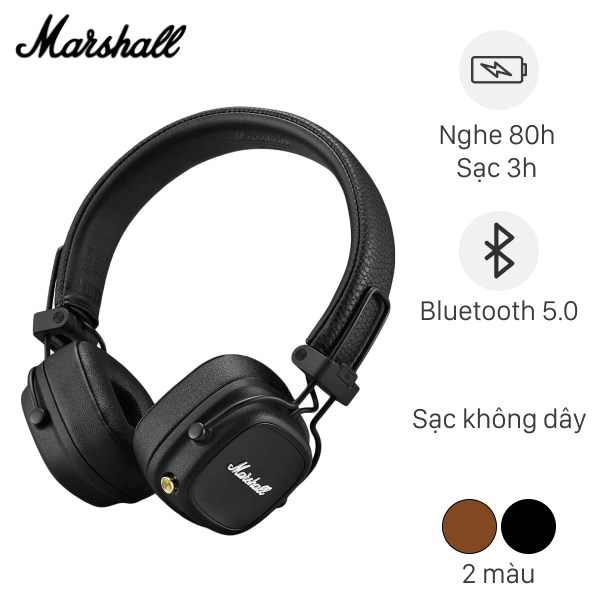 Marshall
Nghe 80h
Sạc 3h
Bluetooth 5.0
Sạc không dây
Marshall
2 màu